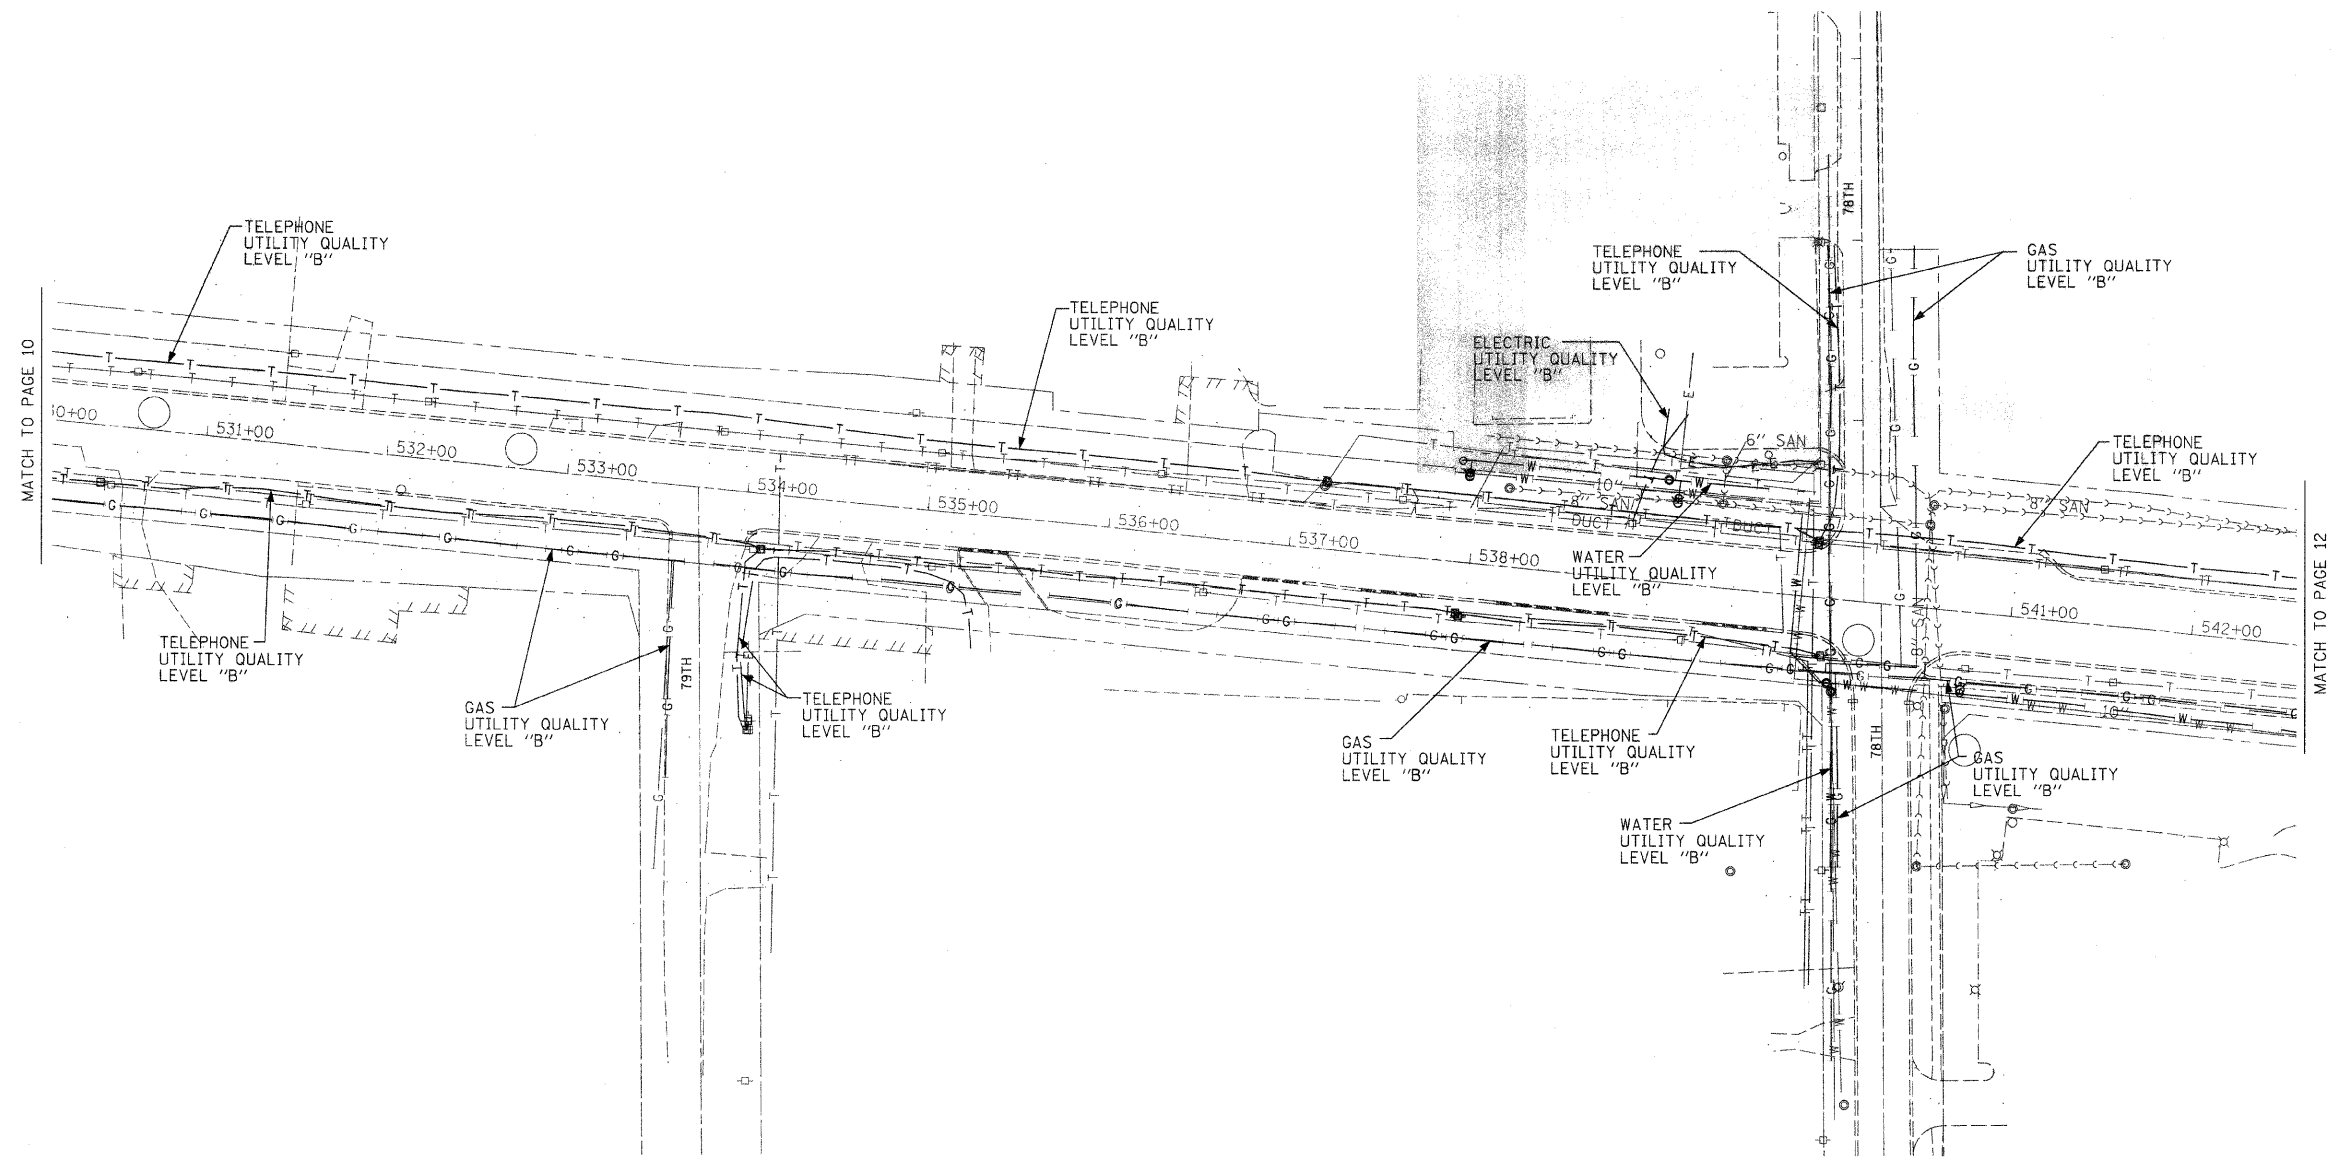 TELEPHONE
UTILITY QUALITY
LEVEL "B"
TELEPHONE
UTILITY QUALITY
LEVEL "B"
TELEPHONE
UTILITY QUALITY
LEVEL "B"
GAS
UTILITY QUALITY
LEVEL "B"
ELECTRIC
UTILITY QUALITY
LEVEL "B"
78TH
MATCH TO PAGE 10
531+00
532+00
533+00
534+00
535+00
536+00
537+00
538+00
541+00
542+00
6" SAN
10"
8" SAN
DUCT
DUCT
8" SAN
TELEPHONE
UTILITY QUALITY
LEVEL "B"
WATER
UTILITY QUALITY
LEVEL "B"
8" SAN
MATCH TO PAGE 12
TELEPHONE
UTILITY QUALITY
LEVEL "B"
GAS
UTILITY QUALITY
LEVEL "B"
79TH
TELEPHONE
UTILITY QUALITY
LEVEL "B"
GAS
UTILITY QUALITY
LEVEL "B"
TELEPHONE
UTILITY QUALITY
LEVEL "B"
10"
78TH
GAS
UTILITY QUALITY
LEVEL "B"
WATER
UTILITY QUALITY
LEVEL "B"